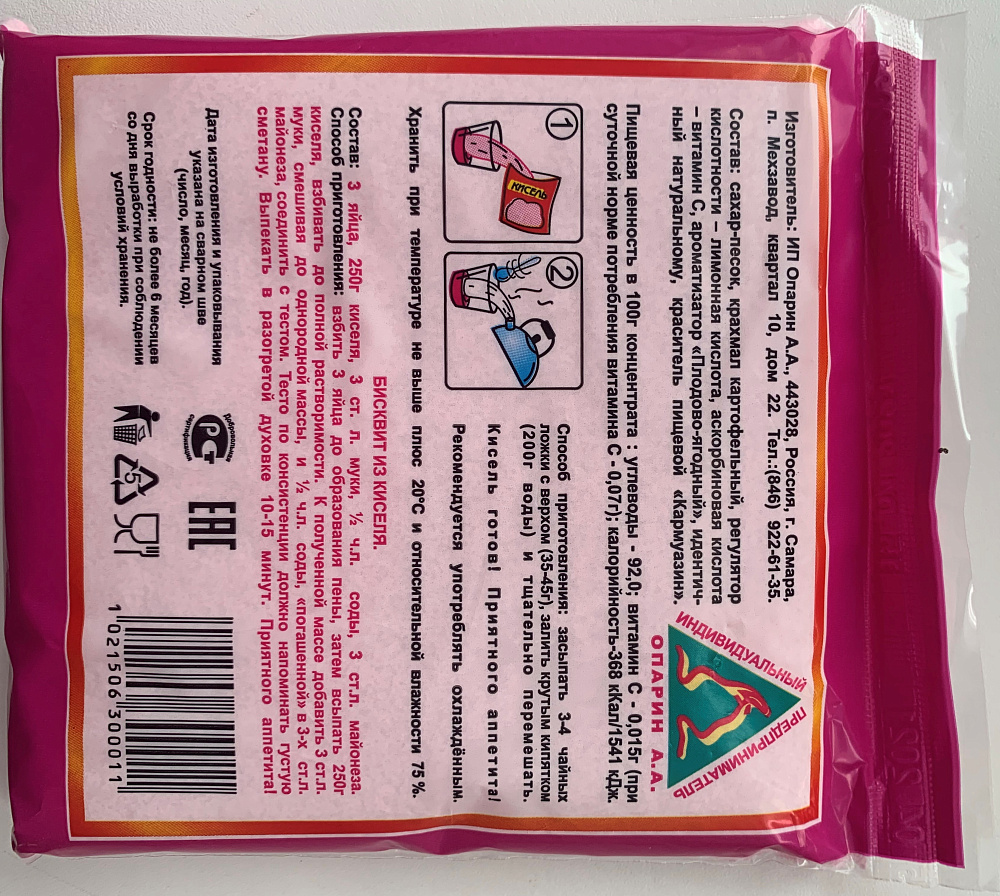 Изготовитель: ИП Опарин А.А., 443028, Россия, г. Самара,
п. Мехзавод, квартал 10, дом 22. Тел.:(846) 922-61-35.
Состав: сахар-песок, крахмал картофельный, регулятор
кислотности – лимонная кислота, аскорбиновая кислота
– витамин С, ароматизатор «Плодово-ягодный», идентич-
ный натуральному, краситель пищевой «Кармуазин»
ИНДИВИДУАЛЬНЫЙ
ПРЕДПРИНИМАТЕЛЬ
ОПАРИН А.А.
Пищевая ценность в 100г концентрата : углеводы - 92,0; витамин С - 0,015г (при
суточной норме потребления витамина С - 0,07г); калорийность-368 кКал/1541 кДж.
1
КИСЕЛЬ
2
Способ приготовления: засыпать 3-4 чайных
ложки с верхом (35-45г), залить крутым кипятком
(200г воды) и тщательно перемешать.
Кисель готов! Приятного аппетита!
Рекомендуется употреблять охлаждённым.
Хранить при температуре не выше плюс 20°С и относительной влажности 75 %.
БИСКВИТ ИЗ КИСЕЛЯ.
Состав: 3 яйца, 250г киселя, 3 ст. л. муки, ½ ч.л. соды, 3 ст.л. майонеза.
Способ приготовления: взбить 3 яйца до образования пены, затем всыпать 250г
киселя, взбивать до полной растворимости. К полученной массе добавить 3 ст.л.
муки, смешивая до однородной массы, и ½ ч.л. соды, «погашенной» в 3-х ст.л.
майонеза, соединить с тестом. Тесто по консистенции должно напоминать густую
сметану. Выпекать в разогретой духовке 10-15 минут. Приятного аппетита!
Дата изготовления и упаковывания
указана на сварном шве
(число, месяц, год).
Срок годности: не более 6 месяцев
со дня выработки при соблюдении
условий хранения.
Добровольная
РСТ
сертификация
ЕАС
5
1 021506 300011